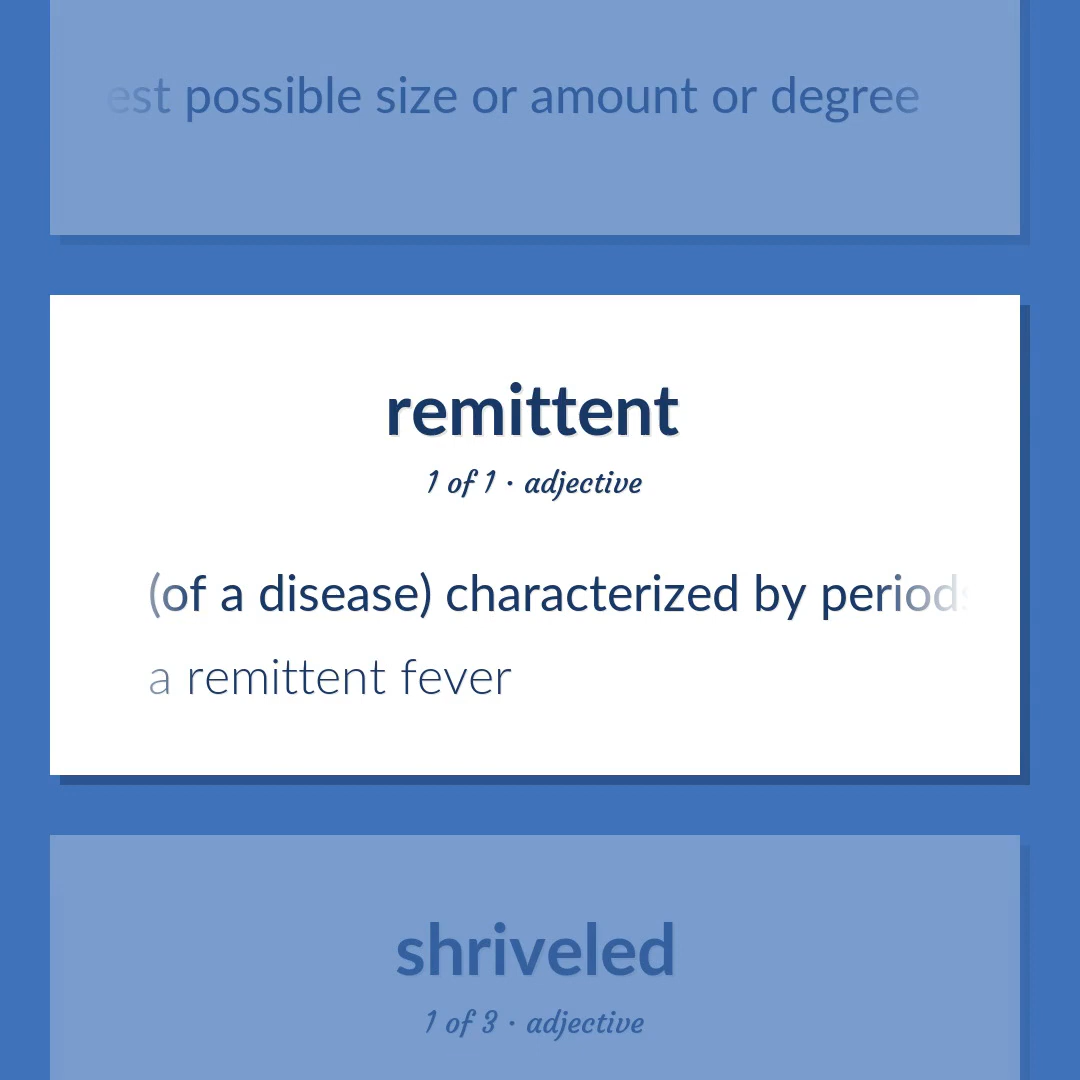 est possible size or amount or degree
remittent
1 of 1 · adjective
(of a disease) characterized by periods
a remittent fever
shriveled
1 of 3 · adjective